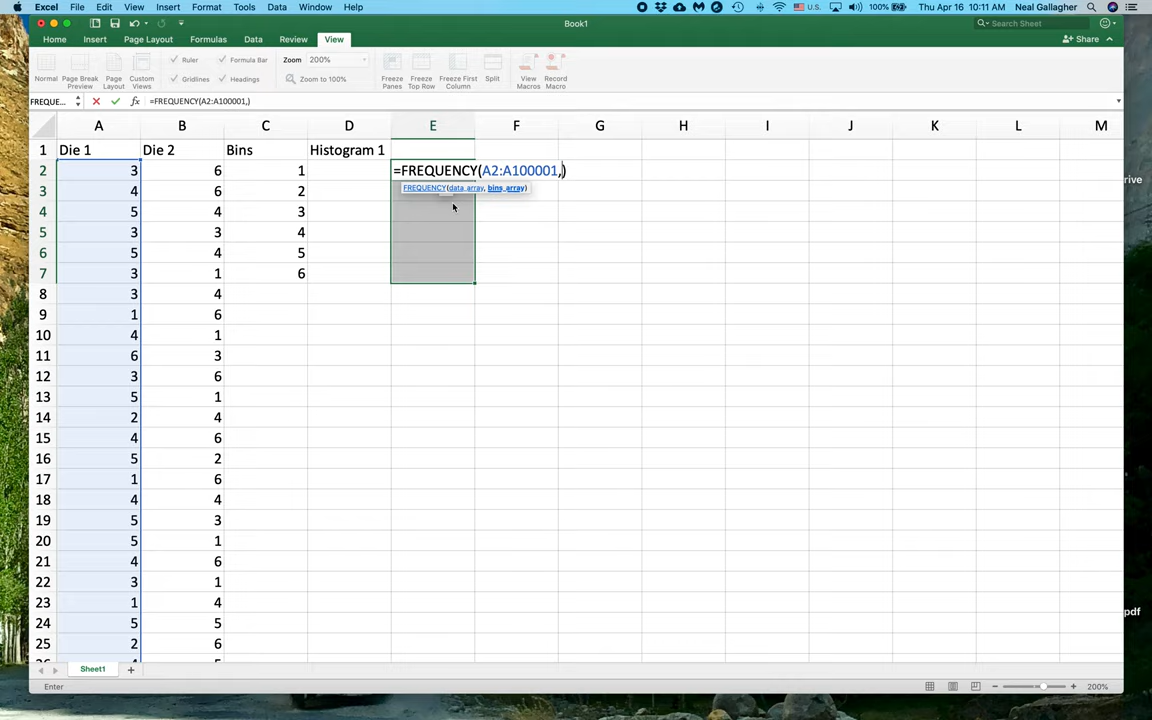 Excel File Edit View Insert Format Tools Data Window Help U.S. 100% Thu Apr 16 10:11 AM Neal Gallagher
Book1 Search Sheet
Home Insert Page Layout Formulas Data Review View Share
Normal Page Break Preview Page Layout Custom Views Ruler Formula Bar Gridlines Headings Zoom 200% Zoom to 100% Freeze Panes Freeze Top Row Freeze First Column Split View Macros Record Macro
FREQUE... fx =FREQUENCY(A2:A100001,)
A B C D E F G H I J K L M
1 Die 1 Die 2 Bins Histogram 1
2 3 6 1 =FREQUENCY(A2:A100001,)
FREQUENCY(data_array, bins_array)
3 4 6 2
4 5 4 3
5 3 3 4
6 5 4 5
7 3 1 6
8 3 4
9 1 6
10 4 1
11 6 3
12 3 6
13 5 1
14 2 4
15 4 6
16 5 2
17 1 6
18 4 4
19 5 3
20 5 1
21 4 6
22 3 1
23 1 4
24 5 5
25 2 6
Sheet1
Enter 200%
rive
pdf